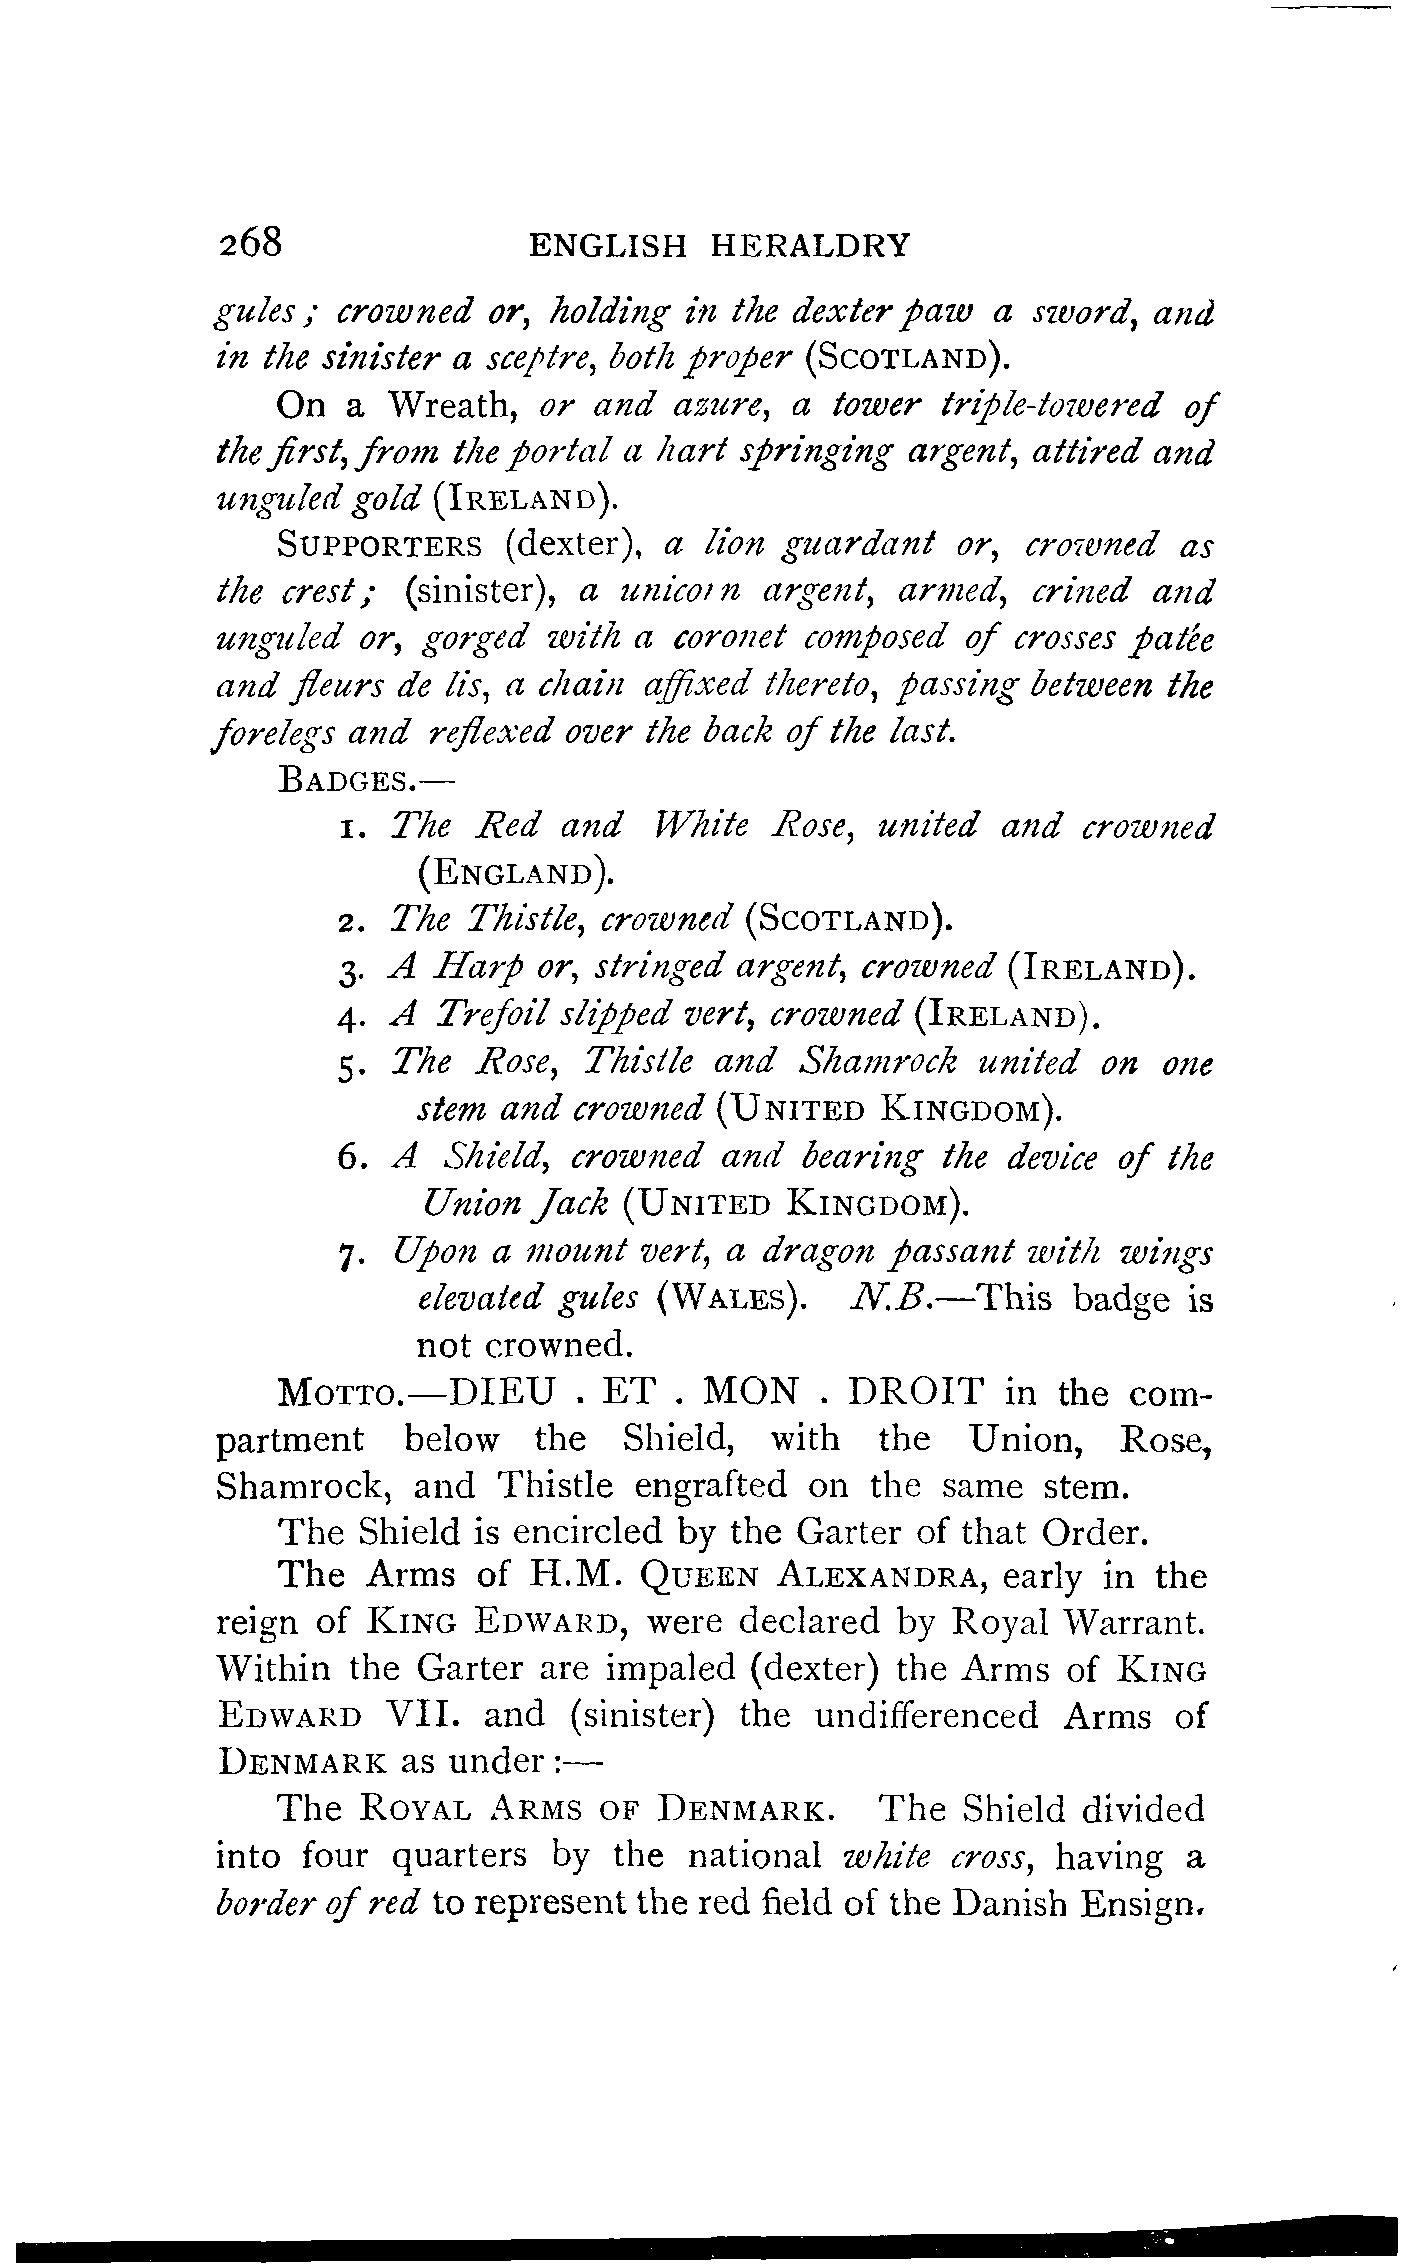 268 ENGLISH HERALDRY
gules; crowned or, holding in the dexter paw a sword, and
in the sinister a sceptre, both proper (SCOTLAND).
On a Wreath, or and azure, a tower triple-towered of
the first, from the portal a hart springing argent, attired and
unguled gold (IRELAND).
SUPPORTERS (dexter), a lion guardant or, crowned as
the crest; (sinister), a unicorn argent, armed, crined and
unguled or, gorged with a coronet composed of crosses patée
and fleurs de lis, a chain affixed thereto, passing between the
forelegs and reflexed over the back of the last.
BADGES.—
1. The Red and White Rose, united and crowned
(ENGLAND).
2. The Thistle, crowned (SCOTLAND).
3. A Harp or, stringed argent, crowned (IRELAND).
4. A Trefoil slipped vert, crowned (IRELAND).
5. The Rose, Thistle and Shamrock united on one
stem and crowned (UNITED KINGDOM).
6. A Shield, crowned and bearing the device of the
Union Jack (UNITED KINGDOM).
7. Upon a mount vert, a dragon passant with wings
elevated gules (WALES). N.B.—This badge is
not crowned.
MOTTO.—DIEU . ET . MON . DROIT in the com-
partment below the Shield, with the Union, Rose,
Shamrock, and Thistle engrafted on the same stem.
The Shield is encircled by the Garter of that Order.
The Arms of H.M. QUEEN ALEXANDRA, early in the
reign of KING EDWARD, were declared by Royal Warrant.
Within the Garter are impaled (dexter) the Arms of KING
EDWARD VII. and (sinister) the undifferenced Arms of
DENMARK as under:—
The ROYAL ARMS OF DENMARK. The Shield divided
into four quarters by the national white cross, having a
border of red to represent the red field of the Danish Ensign.